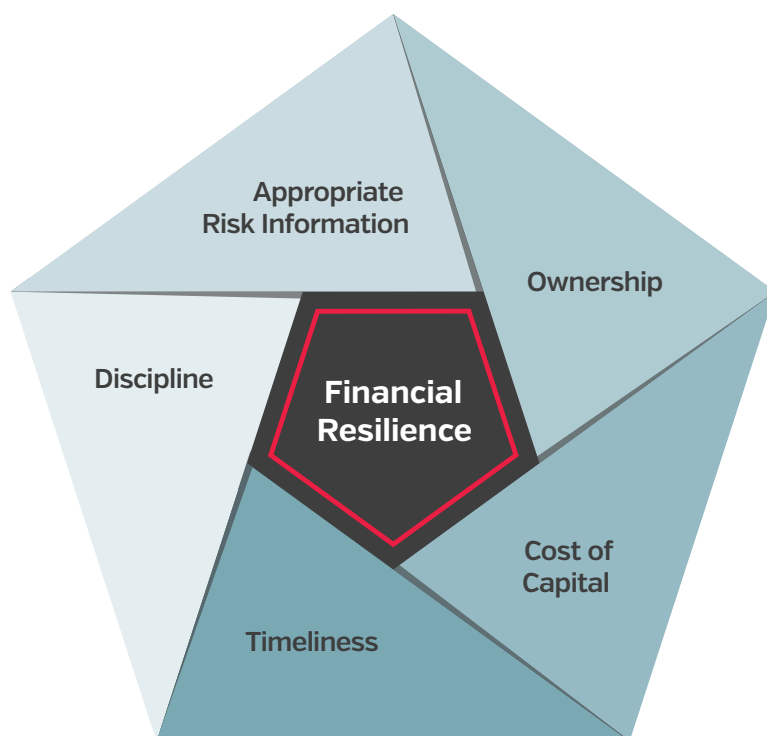 Appropriate
Risk Information
Ownership
Discipline
Financial
Resilience
Cost of
Capital
Timeliness